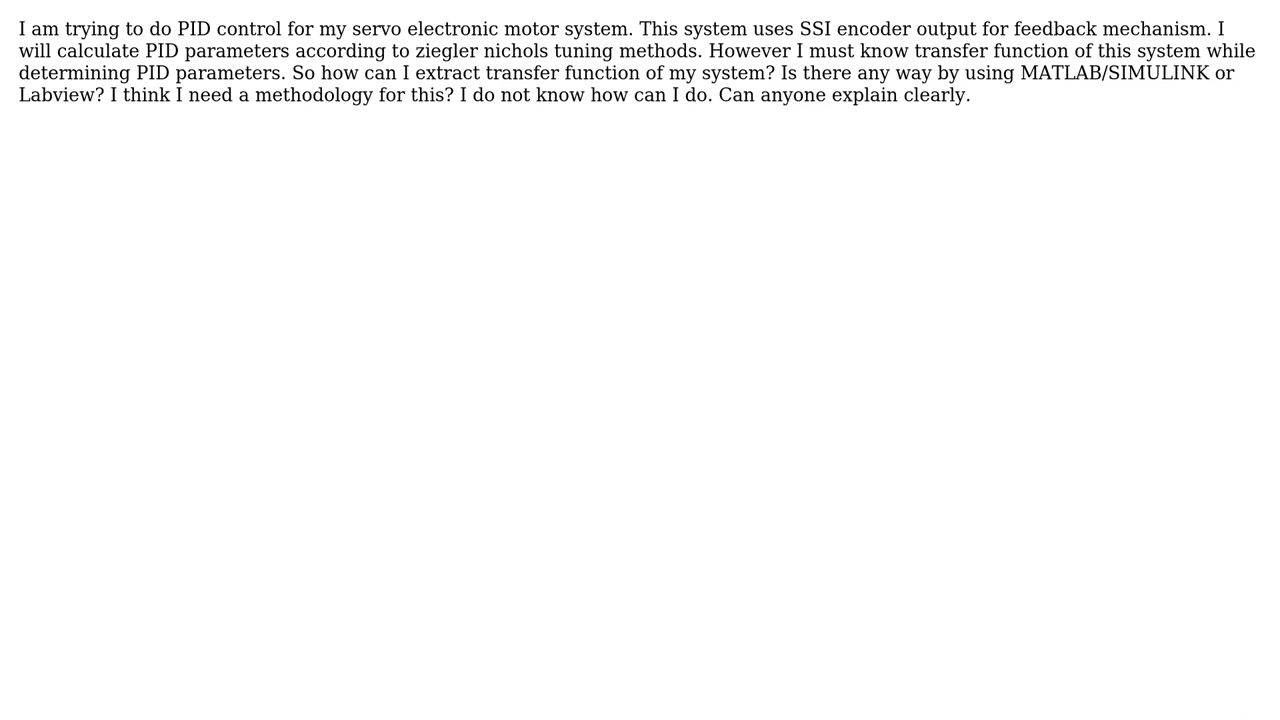 I am trying to do PID control for my servo electronic motor system. This system uses SSI encoder output for feedback mechanism. I
will calculate PID parameters according to ziegler nichols tuning methods. However I must know transfer function of this system while
determining PID parameters. So how can I extract transfer function of my system? Is there any way by using MATLAB/SIMULINK or
Labview? I think I need a methodology for this? I do not know how can I do. Can anyone explain clearly.